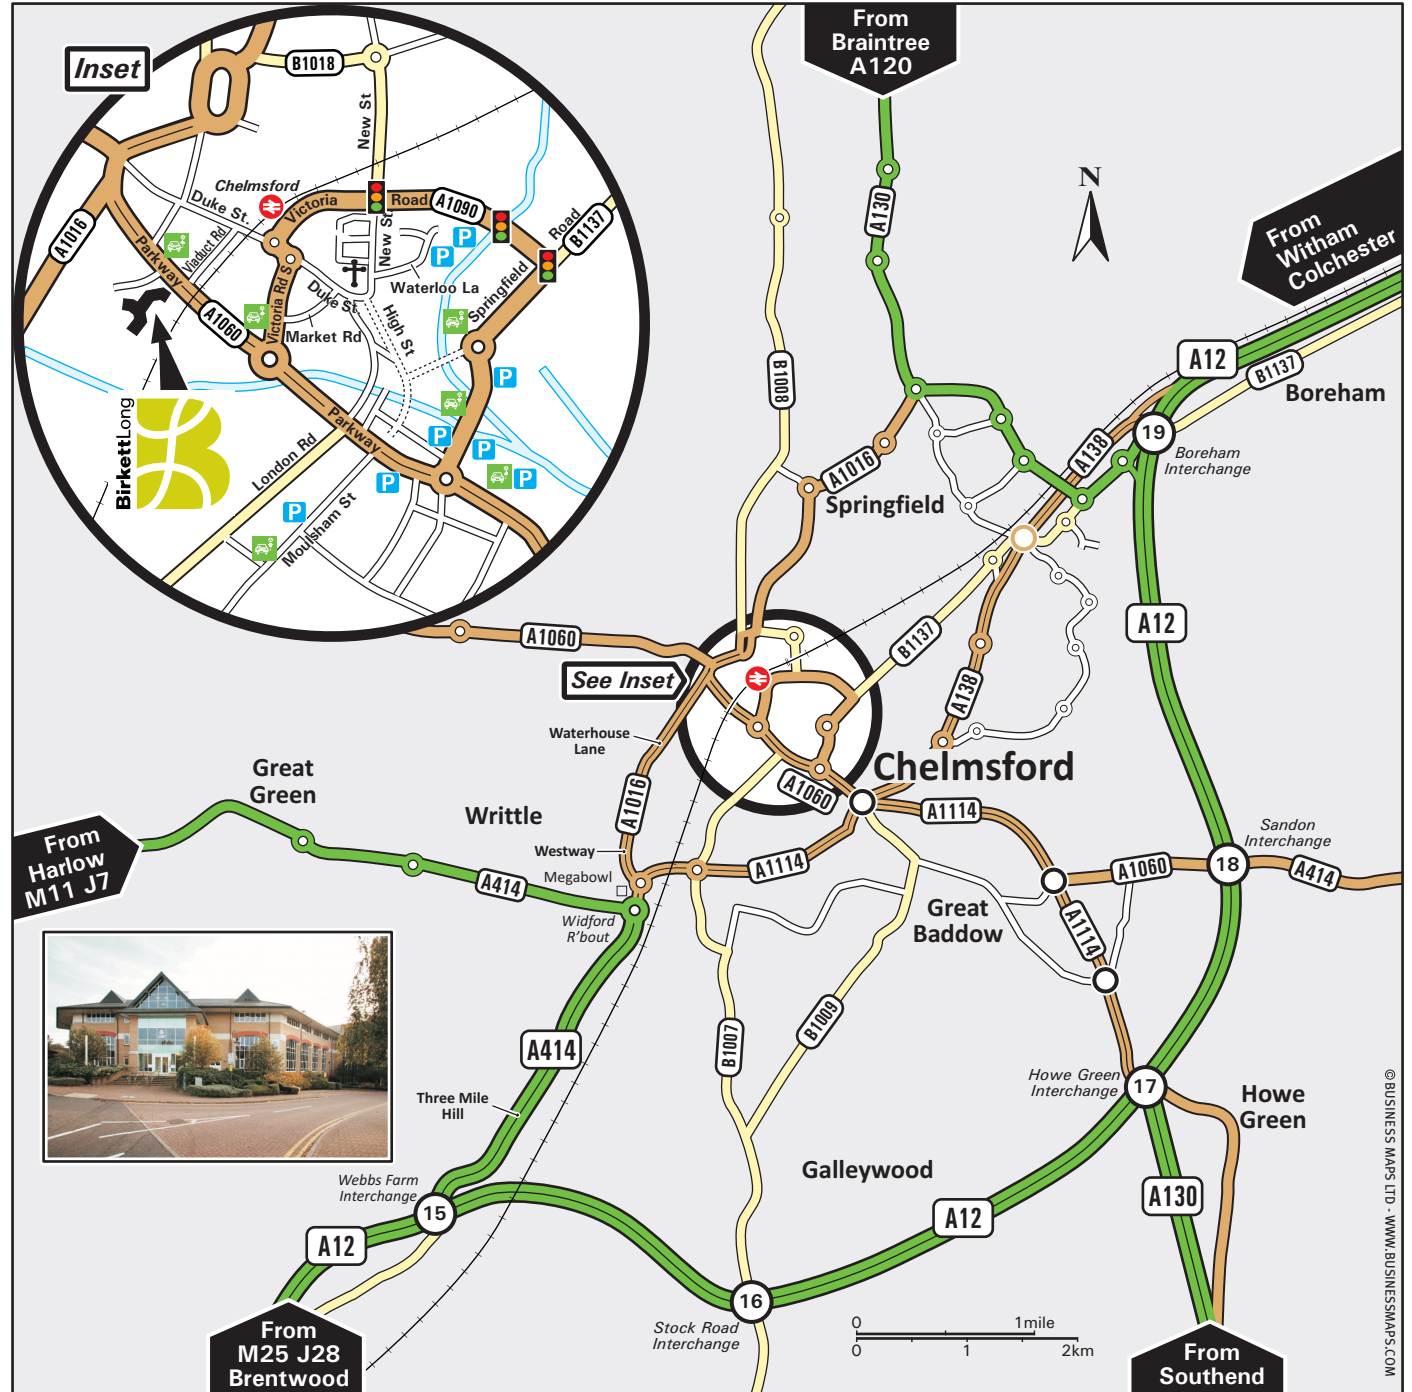 From
Braintree
A120
Inset
B1018
New St
Chelmsford
Duke St.
Victoria
Road
A1090
Road
B1137
A1016
Parkway
Viaduct Rd
New St
Waterloo La
Springfield
Duke St
Victoria Rd S
High St
A1060
Market Rd
Parkway
London Rd
Moulsham St
BirkettLong
P
P
P
P
P
P
P
P
N
From
Witham
Colchester
A130
A12
B1137
Boreham
B1008
19
Boreham
Interchange
A138
A1016
Springfield
A12
A1060
See Inset
B1137
A138
Waterhouse
Lane
Chelmsford
A1060
A1016
Great
Green
Writtle
A1114
Sandon
Interchange
From
Harlow
M11 J7
Westway
Megabowl
A1114
A1060
18
A414
A414
Widford
R'bout
Great
Baddow
A1114
A414
B1007
B1009
Howe Green
Interchange
17
Howe
Green
Three Mile
Hill
Galleywood
Webbs Farm
Interchange
15
A130
A12
A12
16
Stock Road
Interchange
0 1mile
0 1 2km
From
M25 J28
Brentwood
From
Southend
© BUSINESS MAPS LTD - WWW.BUSINESSMAPS.COM